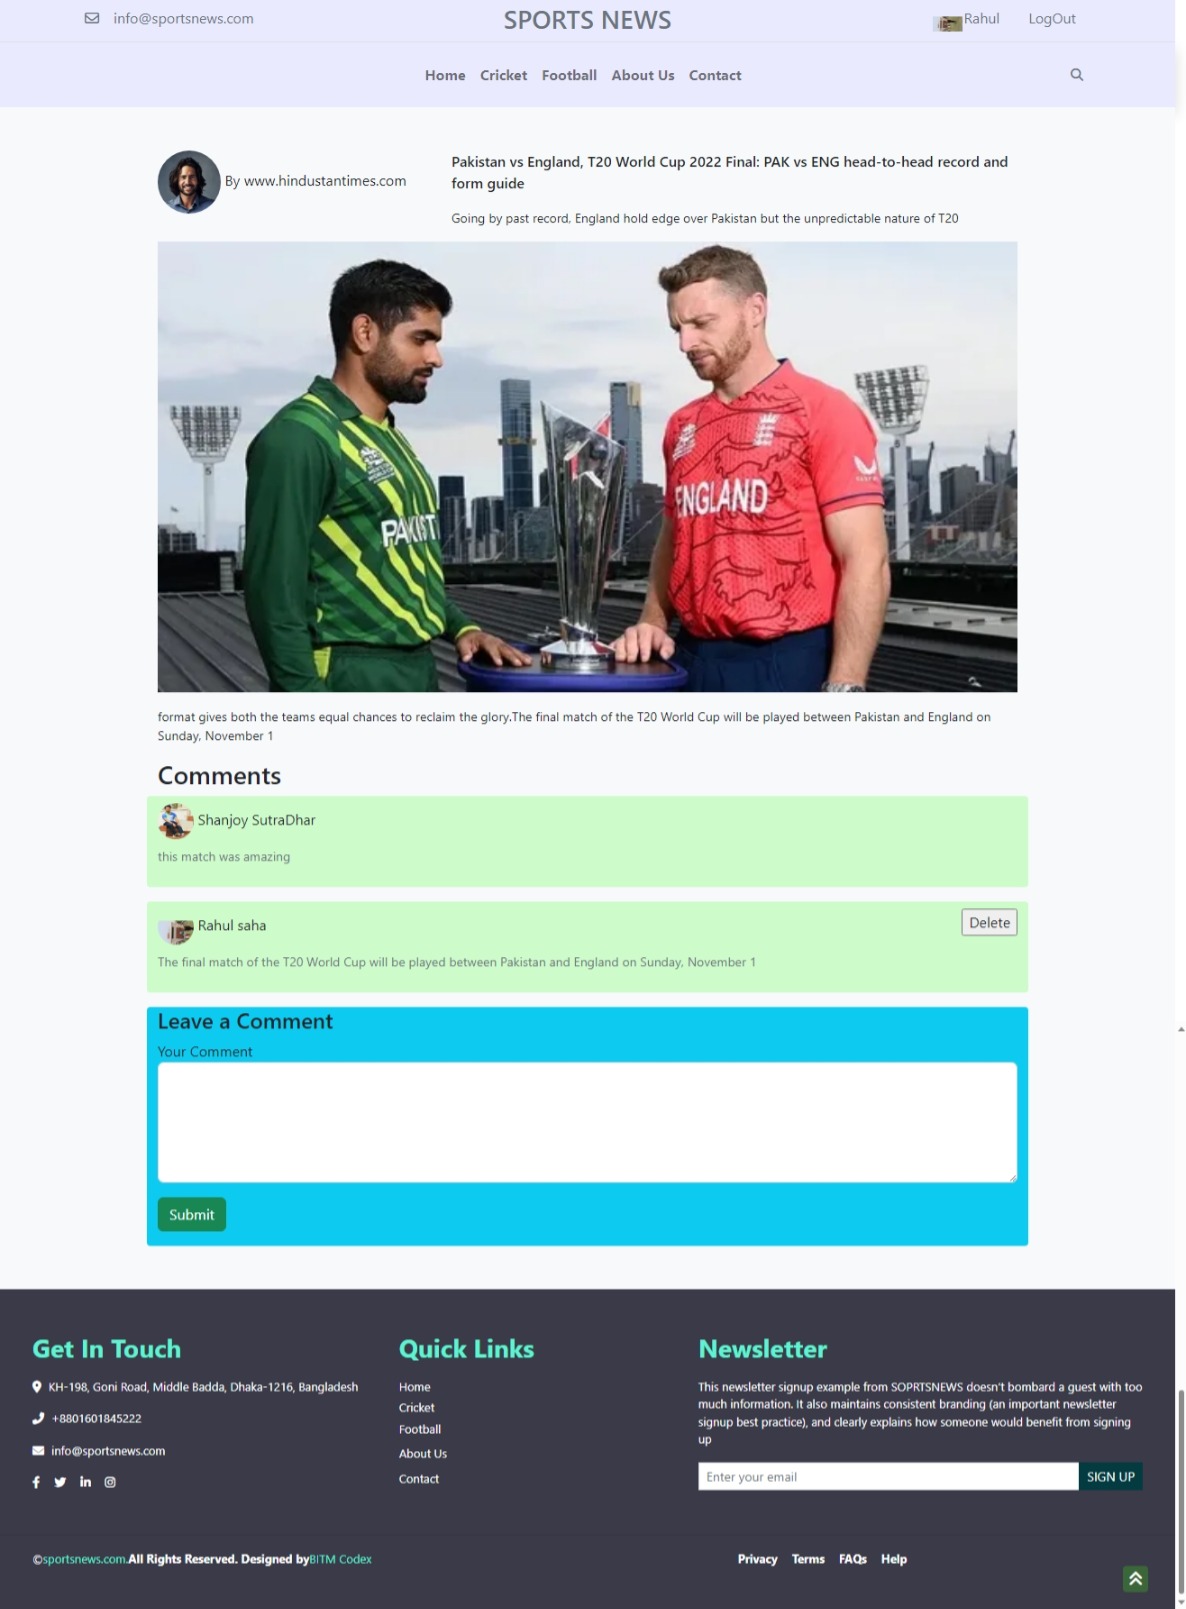 info@sportsnews.com
SPORTS NEWS
Rahul
LogOut
Home
Cricket
Football
About Us
Contact
By www.hindustantimes.com
Pakistan vs England, T20 World Cup 2022 Final: PAK vs ENG head-to-head record and
form guide
Going by past record, England hold edge over Pakistan but the unpredictable nature of T20
PAKIST
ENGLAND
format gives both the teams equal chances to reclaim the glory.The final match of the T20 World Cup will be played between Pakistan and England on
Sunday, November 1
Comments
Shanjoy SutraDhar
this match was amazing
Rahul saha
Delete
The final match of the T20 World Cup will be played between Pakistan and England on Sunday, November 1
Leave a Comment
Your Comment
Submit
Get In Touch
KH-198, Goni Road, Middle Badda, Dhaka-1216, Bangladesh
+8801601845222
info@sportsnews.com
Quick Links
Home
Cricket
Football
About Us
Contact
Newsletter
This newsletter signup example from SOPRTSNEWS doesn't bombard a guest with too
much information. It also maintains consistent branding (an important newsletter
signup best practice), and clearly explains how someone would benefit from signing
up
Enter your email
SIGN UP
©sportsnews.com.All Rights Reserved. Designed byBITM Codex
Privacy
Terms
FAQs
Help